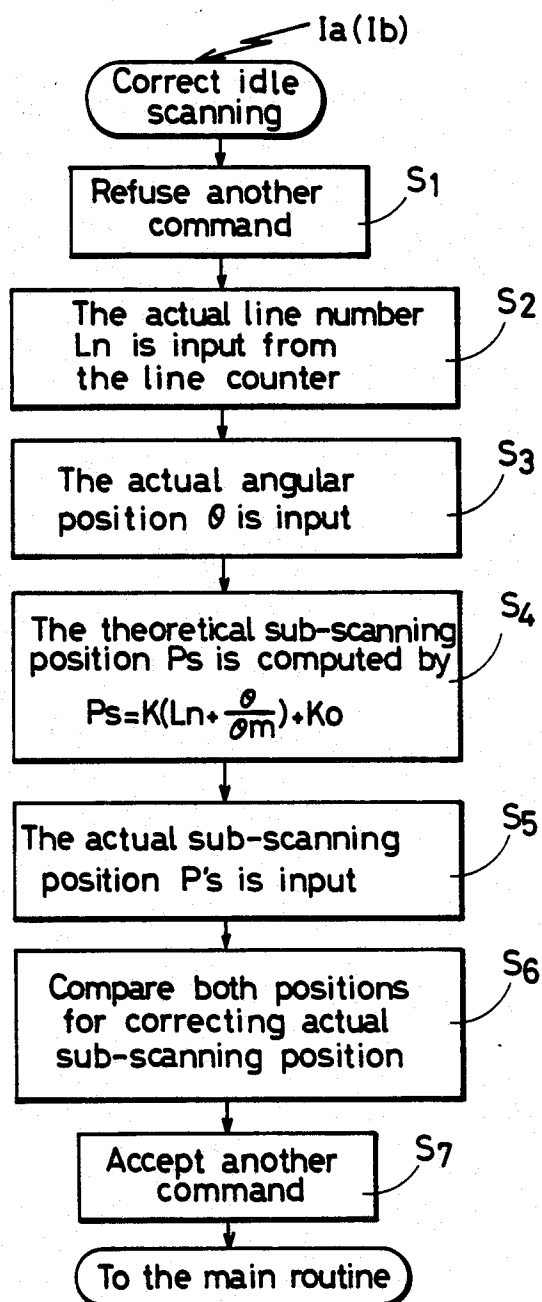 Ia(Ib)
Correct idle
scanning
Refuse another
command
S1
The actual line number
Ln is input from
the line counter
S2
The actual angular
position θ is input
S3
The theoretical sub-scanning
position Ps is computed by
Ps=K(Ln+θ/θm)+Ko
S4
The actual sub-scanning
position P's is input
S5
Compare both positions
for correcting actual
sub-scanning position
S6
Accept another
command
S7
To the main routine